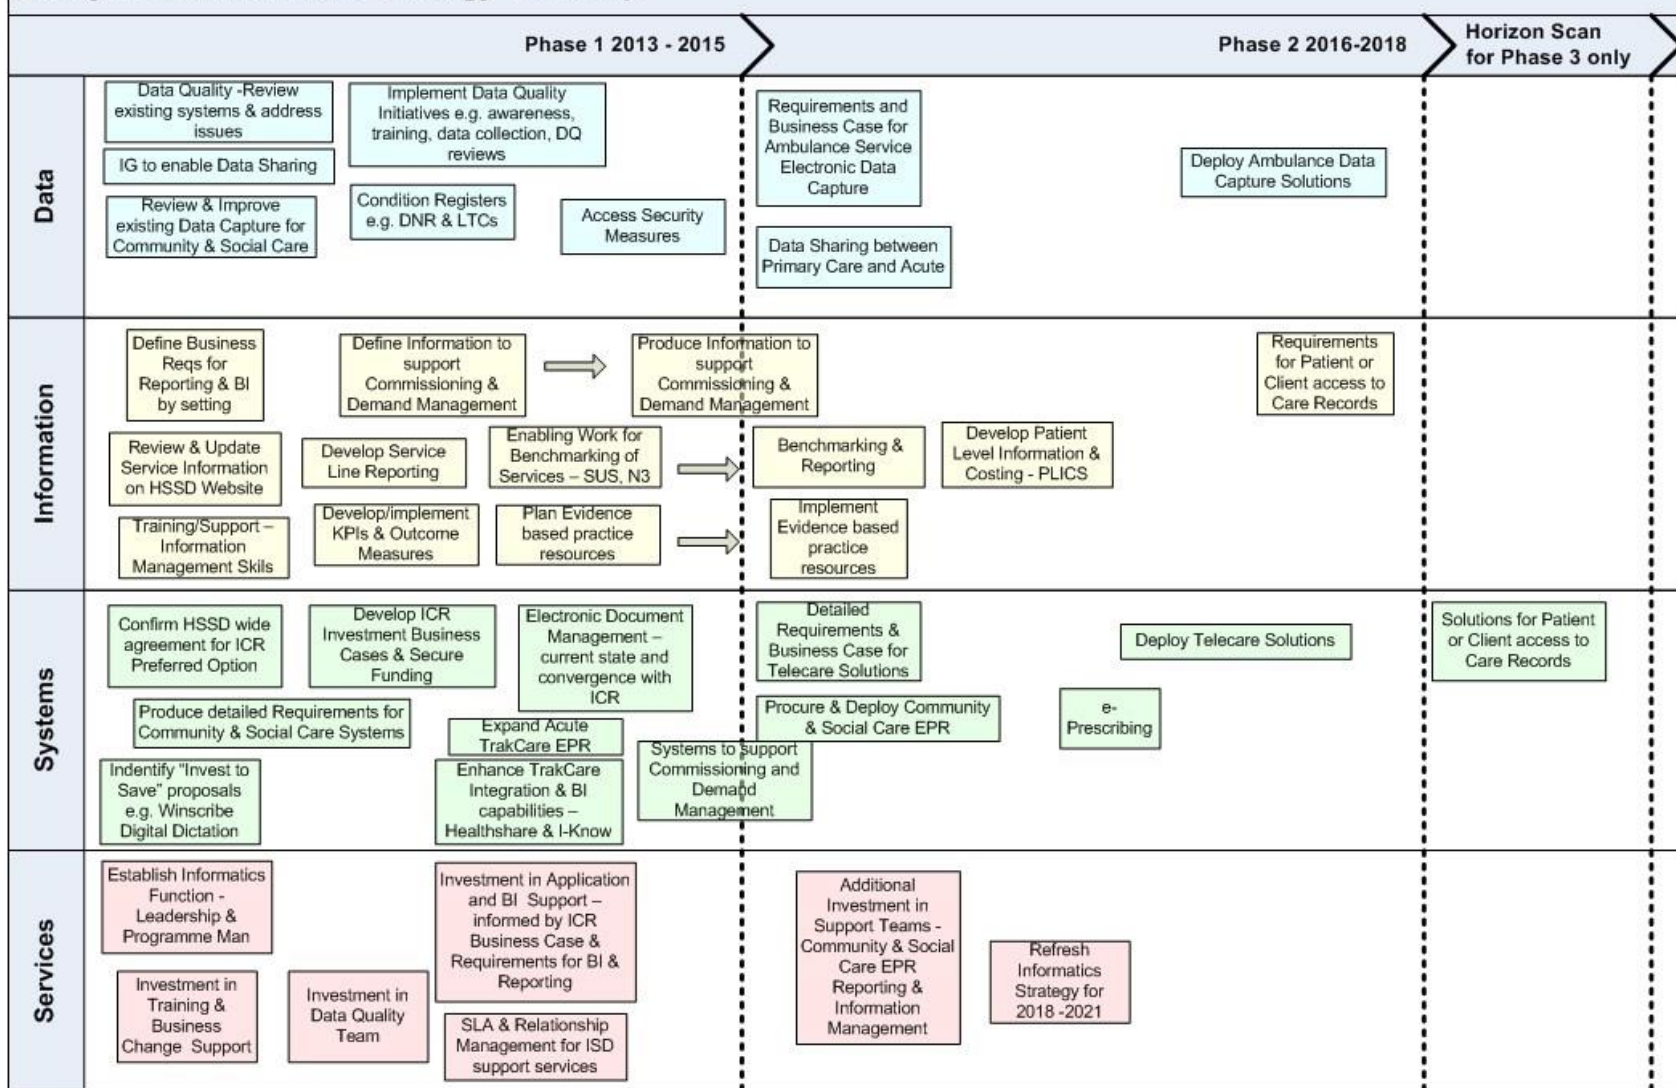 Phase 1 2013 - 2015
Phase 2 2016-2018
Horizon Scan
for Phase 3 only
Data
Data Quality -Review
existing systems & address
issues
IG to enable Data Sharing
Review & Improve
existing Data Capture for
Community & Social Care
Implement Data Quality
Initiatives e.g. awareness,
training, data collection, DQ
reviews
Condition Registers
e.g. DNR & LTCs
Access Security
Measures
Requirements and
Business Case for
Ambulance Service
Electronic Data
Capture
Data Sharing between
Primary Care and Acute
Deploy Ambulance Data
Capture Solutions
Information
Define Business
Reqs for
Reporting & BI
by setting
Define Information to
support
Commissioning &
Demand Management
Produce Information to
support
Commissioning &
Demand Management
Requirements
for Patient or
Client access to
Care Records
Review & Update
Service Information
on HSSD Website
Develop Service
Line Reporting
Enabling Work for
Benchmarking of
Services – SUS, N3
Benchmarking &
Reporting
Develop Patient
Level Information &
Costing - PLICS
Training/Support –
Information
Management Skils
Develop/implement
KPIs & Outcome
Measures
Plan Evidence
based practice
resources
Implement
Evidence based
practice
resources
Systems
Confirm HSSD wide
agreement for ICR
Preferred Option
Develop ICR
Investment Business
Cases & Secure
Funding
Electronic Document
Management –
current state and
convergence with
ICR
Detailed
Requirements &
Business Case for
Telecare Solutions
Deploy Telecare Solutions
Solutions for Patient
or Client access to
Care Records
Produce detailed Requirements for
Community & Social Care Systems
Expand Acute
TrakCare EPR
Procure & Deploy Community
& Social Care EPR
e-
Prescribing
Indentify “Invest to
Save” proposals
e.g. Winscribe
Digital Dictation
Enhance TrakCare
Integration & BI
capabilities –
Healthshare & I-Know
Systems to support
Commissioning and
Demand
Management
Services
Establish Informatics
Function -
Leadership &
Programme Man
Investment in Application
and BI Support –
informed by ICR
Business Case &
Requirements for BI &
Reporting
Additional
Investment in
Support Teams -
Community & Social
Care EPR
Reporting &
Information
Management
Refresh
Informatics
Strategy for
2018 -2021
Investment in
Training &
Business
Change Support
Investment in
Data Quality
Team
SLA & Relationship
Management for ISD
support services